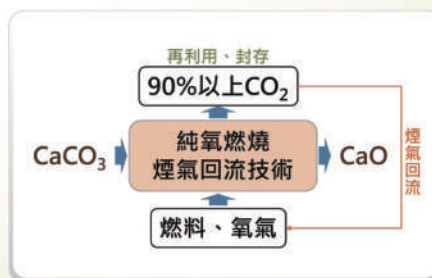 再利用、封存
90%以上CO₂
CaCO₃
純氧燃燒
煙氣回流技術
CaO
煙氣回流
燃料、氧氣